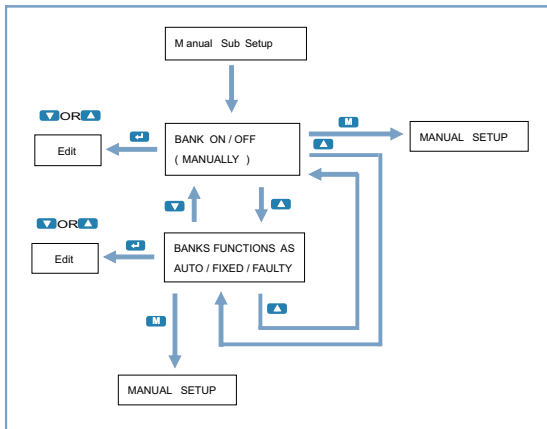 Manual Sub Setup
▼OR▲
↵
M
BANK ON / OFF
( MANUALLY )
Edit
MANUAL SETUP
▲
▼
▲
▼OR▲
↵
BANKS FUNCTIONS AS
AUTO / FIXED / FAULTY
Edit
▲
M
MANUAL SETUP